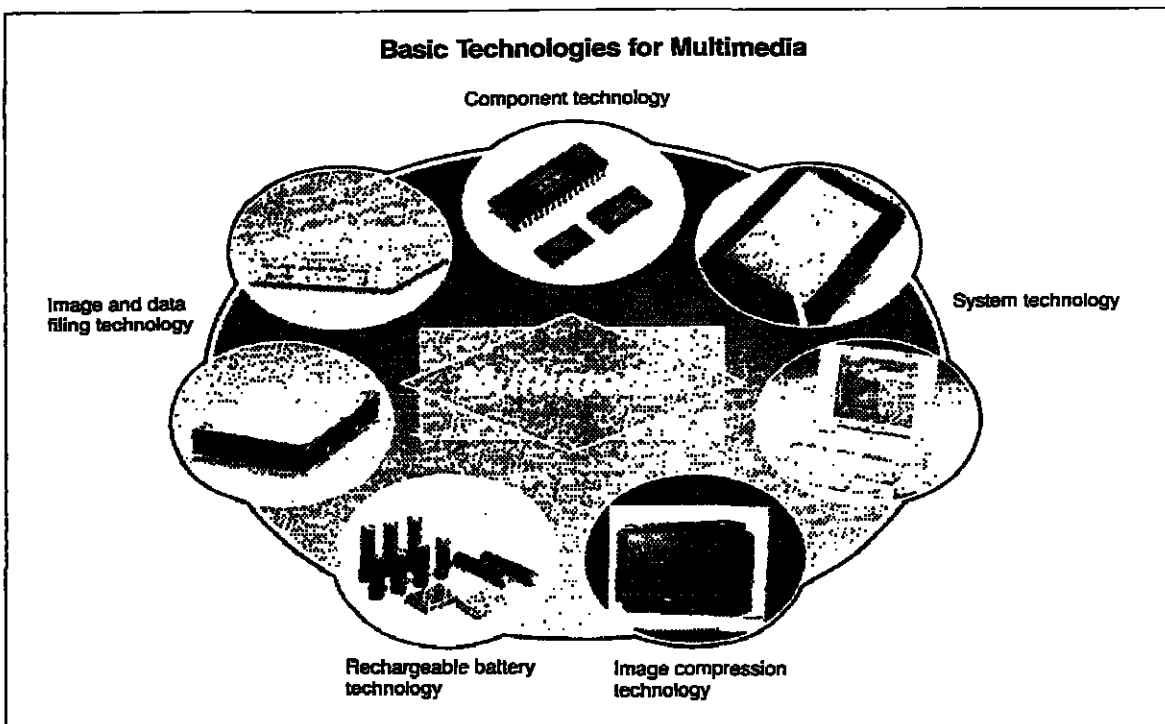 Basic Technologies for Multimedia
Component technology
Image and data
filing technology
System technology
Rechargeable battery
technology
Image compression
technology